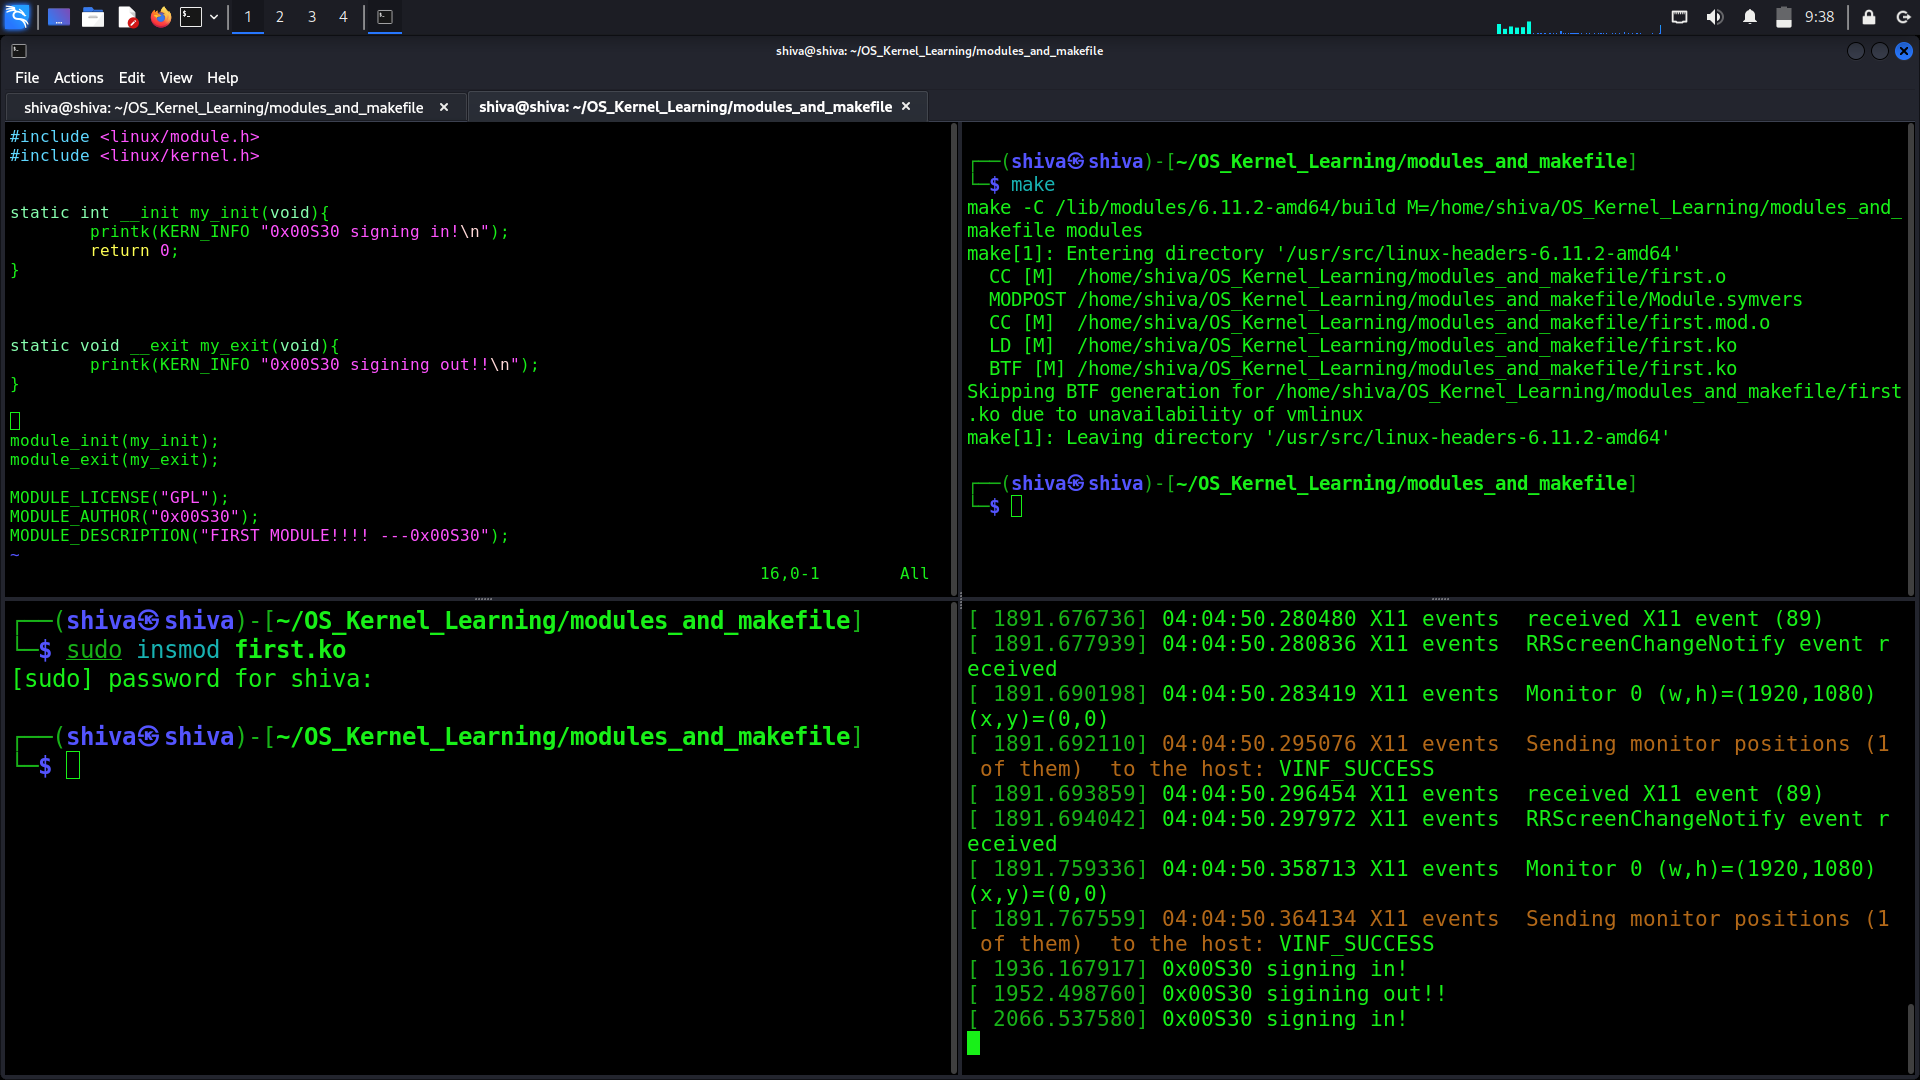 1 2 3 4
9:38
shiva@shiva: ~/OS_Kernel_Learning/modules_and_makefile
File Actions Edit View Help
shiva@shiva: ~/OS_Kernel_Learning/modules_and_makefile
shiva@shiva: ~/OS_Kernel_Learning/modules_and_makefile
#include <linux/module.h>
#include <linux/kernel.h>
static int __init my_init(void){
printk(KERN_INFO "0x00S30 signing in!\n");
return 0;
}
static void __exit my_exit(void){
printk(KERN_INFO "0x00S30 sigining out!!\n");
}
module_init(my_init);
module_exit(my_exit);
MODULE_LICENSE("GPL");
MODULE_AUTHOR("0x00S30");
MODULE_DESCRIPTION("FIRST MODULE!!!! ---0x00S30");
~
16,0-1 All
┌──(shiva㉿shiva)-[~/OS_Kernel_Learning/modules_and_makefile]
└─$ make
make -C /lib/modules/6.11.2-amd64/build M=/home/shiva/OS_Kernel_Learning/modules_and_
makefile modules
make[1]: Entering directory '/usr/src/linux-headers-6.11.2-amd64'
CC [M]  /home/shiva/OS_Kernel_Learning/modules_and_makefile/first.o
MODPOST /home/shiva/OS_Kernel_Learning/modules_and_makefile/Module.symvers
CC [M]  /home/shiva/OS_Kernel_Learning/modules_and_makefile/first.mod.o
LD [M]  /home/shiva/OS_Kernel_Learning/modules_and_makefile/first.ko
BTF [M] /home/shiva/OS_Kernel_Learning/modules_and_makefile/first.ko
Skipping BTF generation for /home/shiva/OS_Kernel_Learning/modules_and_makefile/first
.ko due to unavailability of vmlinux
make[1]: Leaving directory '/usr/src/linux-headers-6.11.2-amd64'
┌──(shiva㉿shiva)-[~/OS_Kernel_Learning/modules_and_makefile]
└─$
┌──(shiva㉿shiva)-[~/OS_Kernel_Learning/modules_and_makefile]
└─$ sudo insmod first.ko
[sudo] password for shiva:
┌──(shiva㉿shiva)-[~/OS_Kernel_Learning/modules_and_makefile]
└─$
[ 1891.676736] 04:04:50.280480 X11 events  received X11 event (89)
[ 1891.677939] 04:04:50.280836 X11 events  RRScreenChangeNotify event r
eceived
[ 1891.690198] 04:04:50.283419 X11 events  Monitor 0 (w,h)=(1920,1080)
(x,y)=(0,0)
[ 1891.692110] 04:04:50.295076 X11 events  Sending monitor positions (1
of them)  to the host: VINF_SUCCESS
[ 1891.693859] 04:04:50.296454 X11 events  received X11 event (89)
[ 1891.694042] 04:04:50.297972 X11 events  RRScreenChangeNotify event r
eceived
[ 1891.759336] 04:04:50.358713 X11 events  Monitor 0 (w,h)=(1920,1080)
(x,y)=(0,0)
[ 1891.767559] 04:04:50.364134 X11 events  Sending monitor positions (1
of them)  to the host: VINF_SUCCESS
[ 1936.167917] 0x00S30 signing in!
[ 1952.498760] 0x00S30 sigining out!!
[ 2066.537580] 0x00S30 signing in!